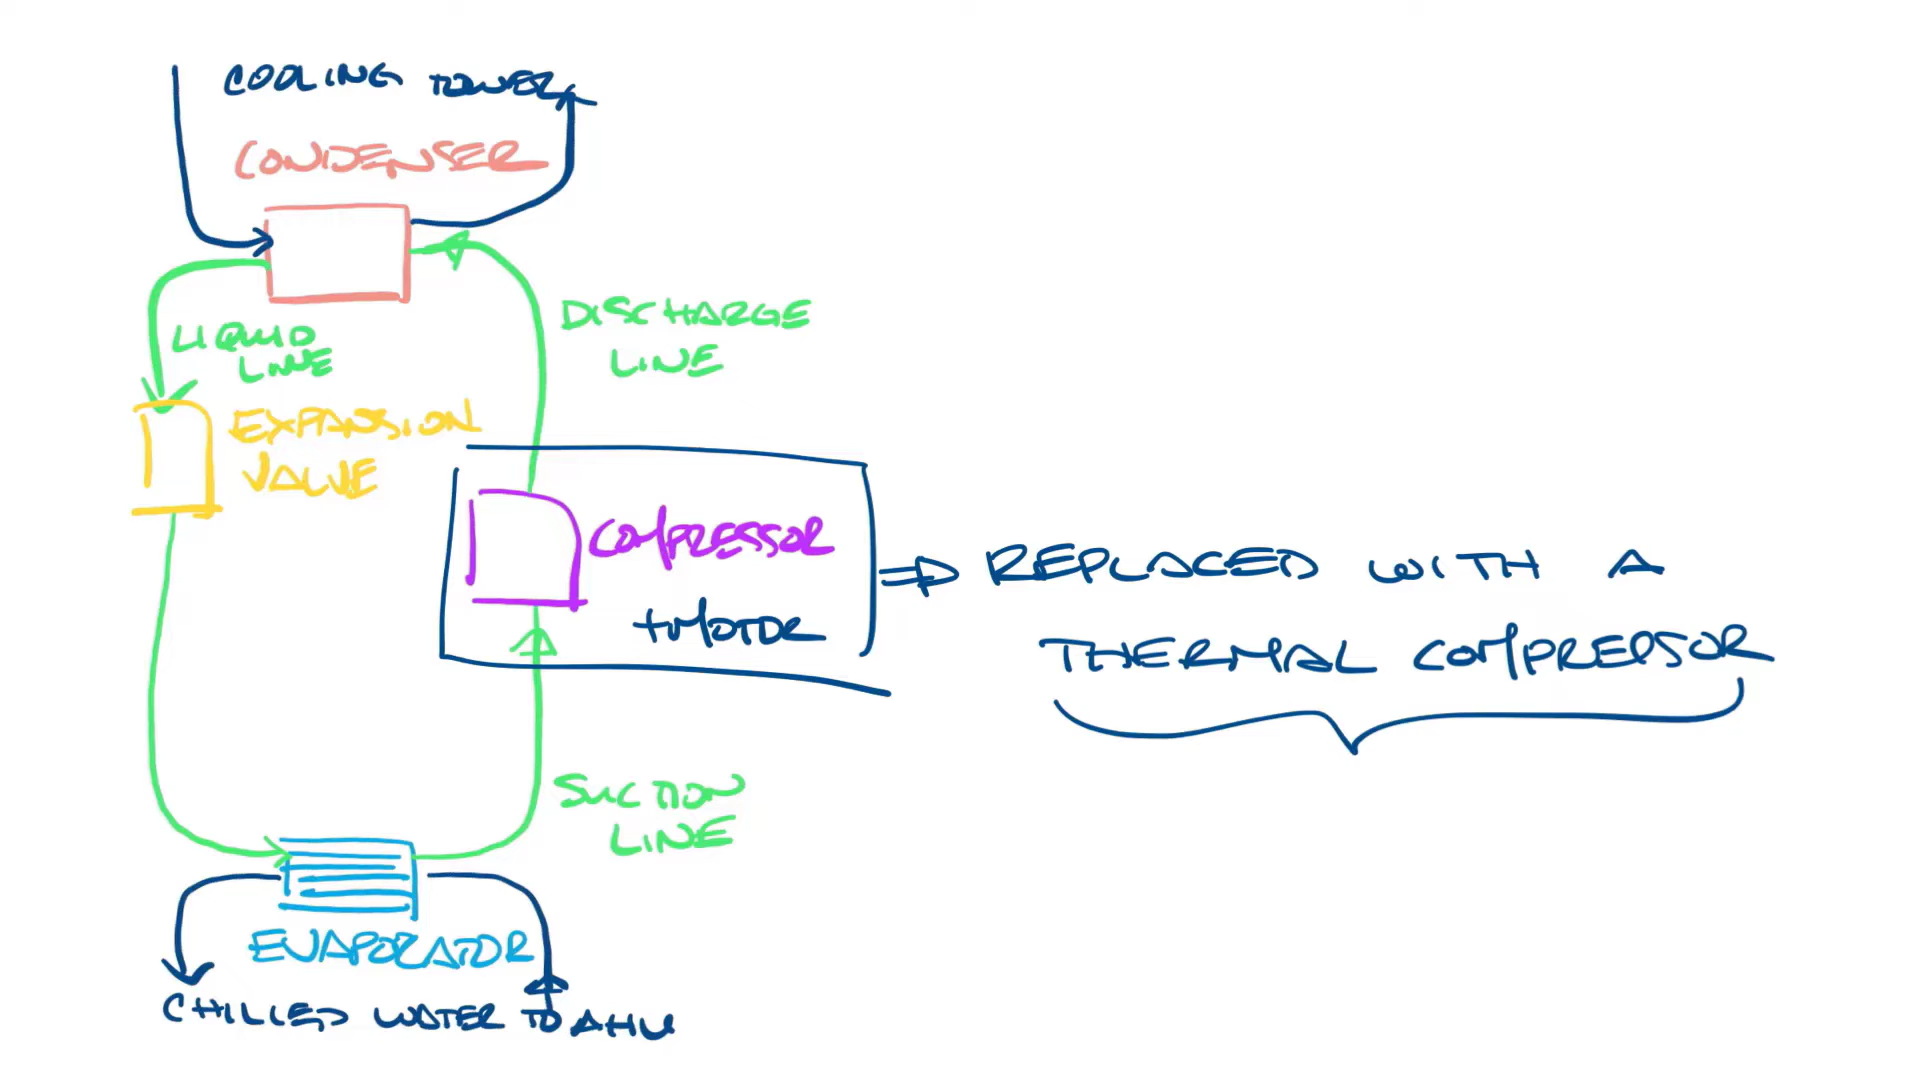 COOLING TOWER
CONDENSER
LIQUID
LINE
DISCHARGE
LINE
EXPANSION
VALVE
COMPRESSOR
+MOTOR
REPLACED WITH A
THERMAL COMPRESSOR
SUCTION
LINE
EVAPORATOR
CHILLED WATER TO AHU